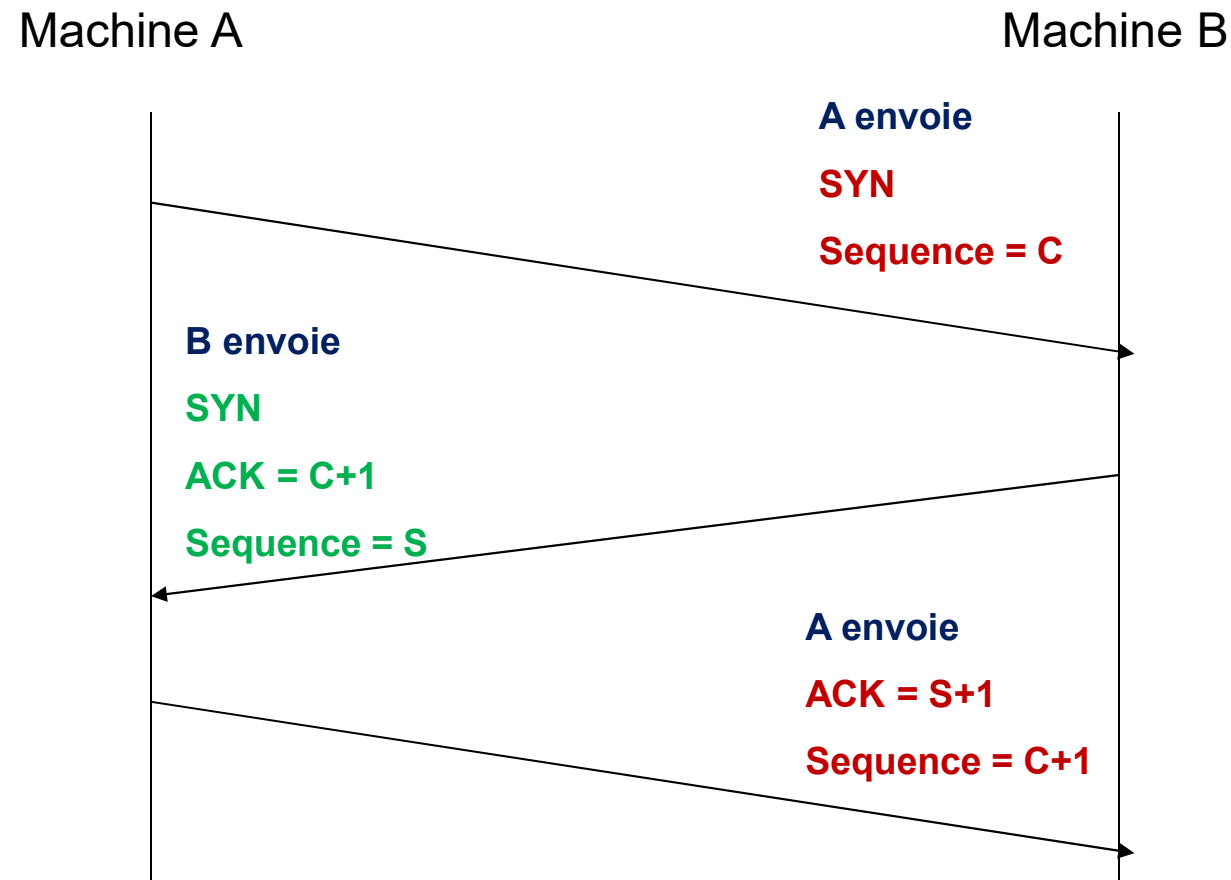 Machine A
Machine B
A envoie
SYN
Sequence = C
B envoie
SYN
ACK = C+1
Sequence = S
A envoie
ACK = S+1
Sequence = C+1